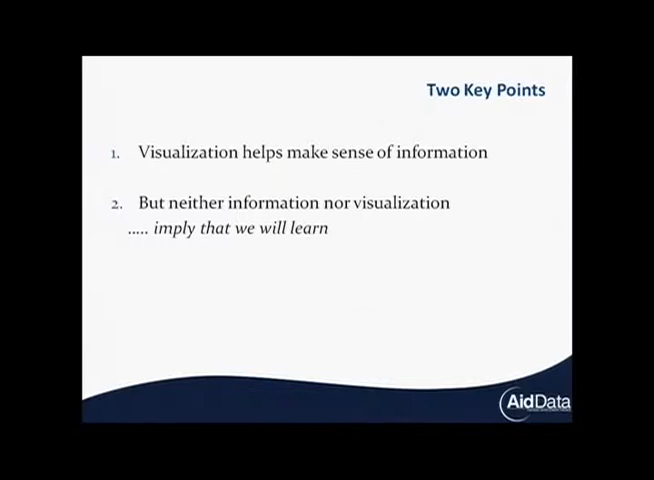 Two Key Points
1. Visualization helps make sense of information
2. But neither information nor visualization
..... imply that we will learn
AidData